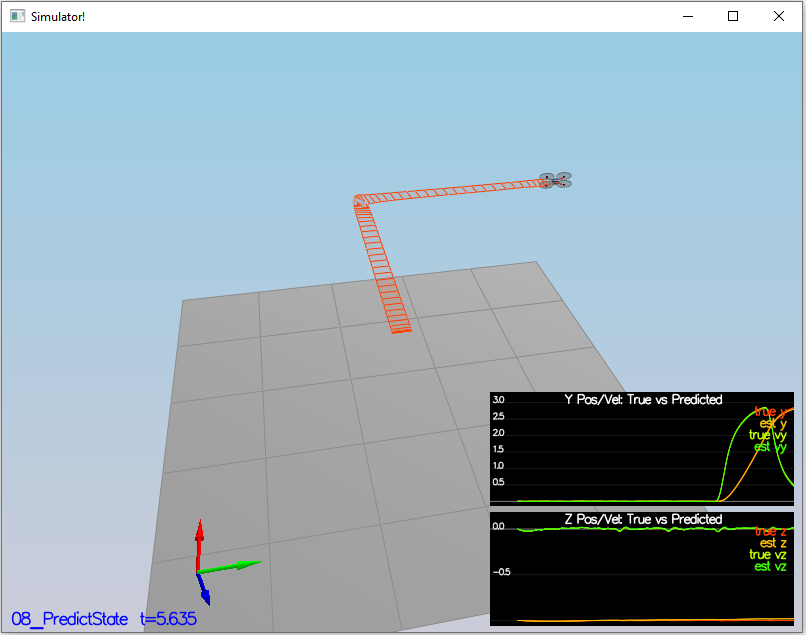 Simulator!
3.0
Y Pos/Vel: True vs Predicted
true y
2.5
est y
2.0
true vy
1.5
est vy
1.0
0.5
Z Pos/Vel: True vs Predicted
0.0
true z
est z
true vz
est vz
-0.5
08_PredictState t=5.635